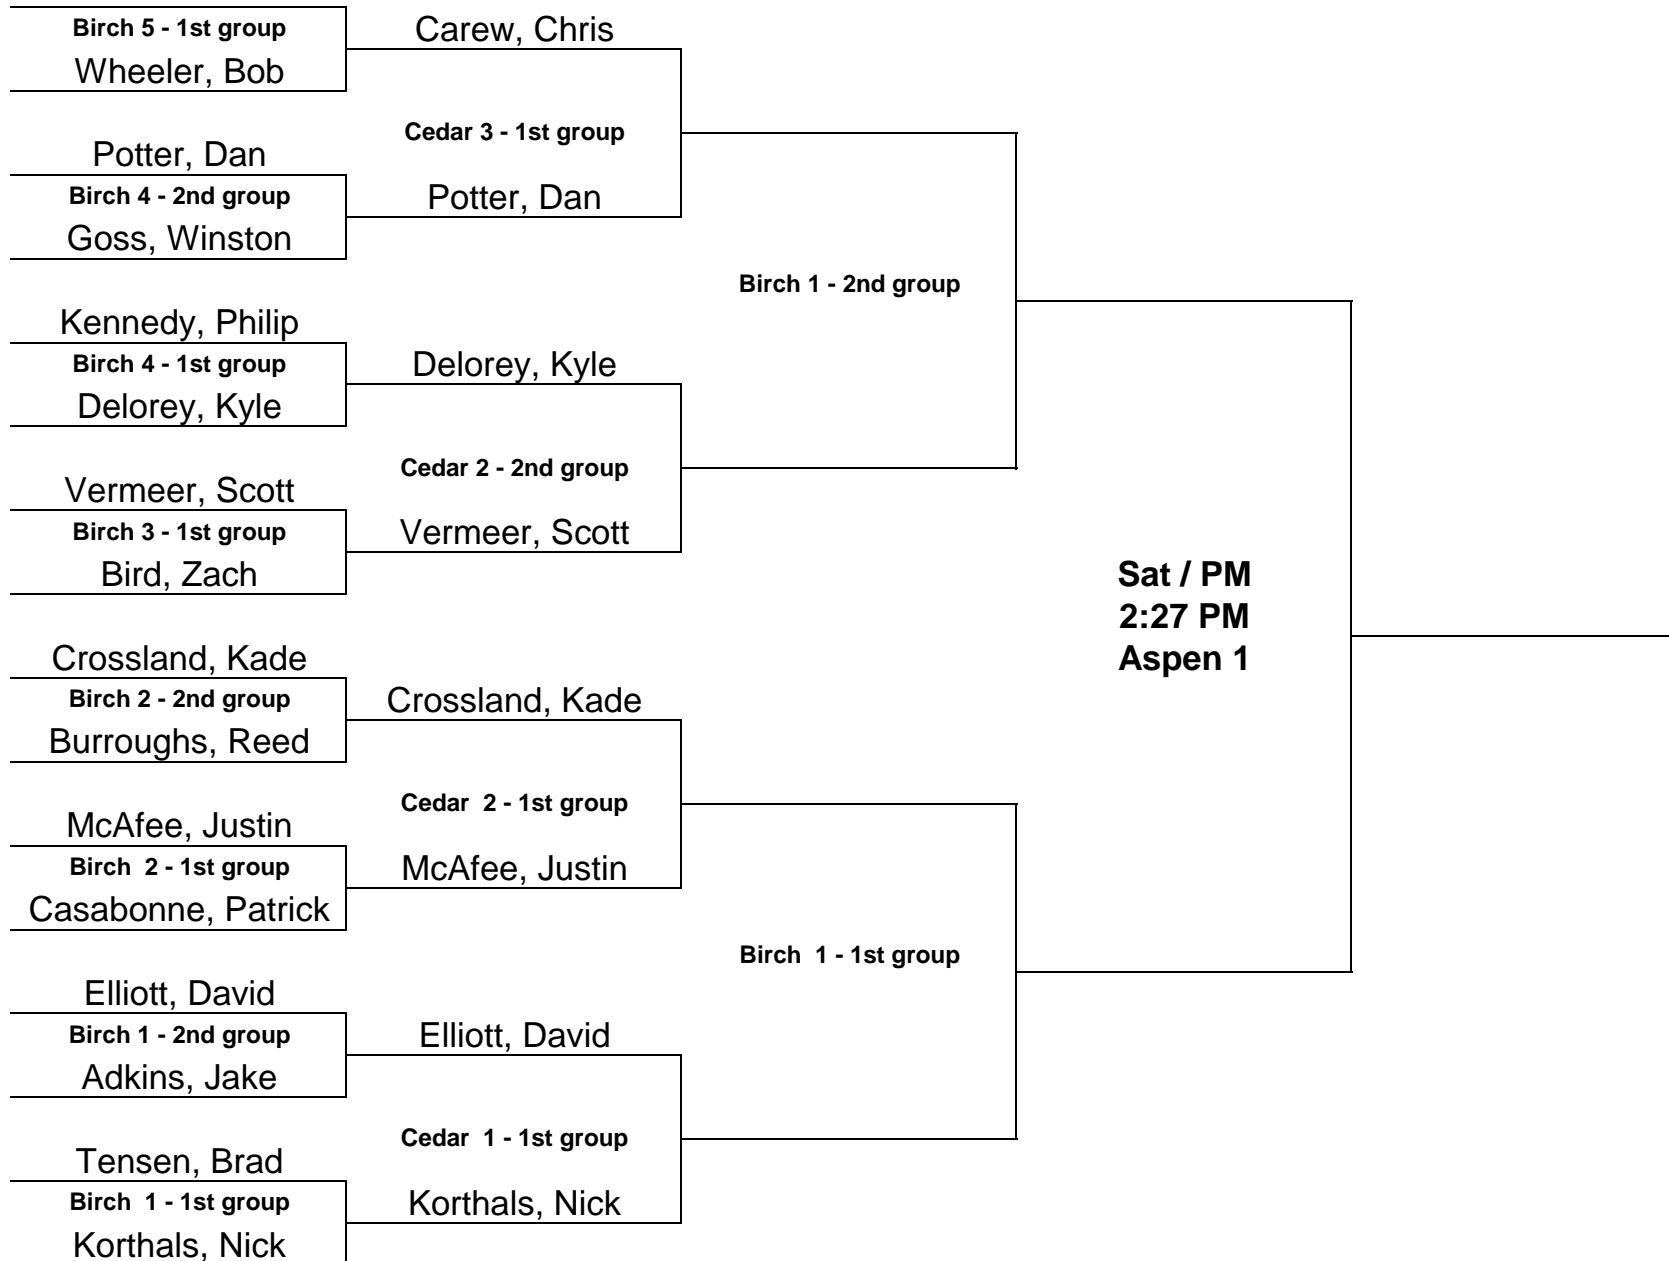 Birch 5 - 1st group
Carew, Chris
Wheeler, Bob
Cedar 3 - 1st group
Potter, Dan
Birch 4 - 2nd group
Potter, Dan
Goss, Winston
Birch 1 - 2nd group
Kennedy, Philip
Birch 4 - 1st group
Delorey, Kyle
Delorey, Kyle
Cedar 2 - 2nd group
Vermeer, Scott
Birch 3 - 1st group
Vermeer, Scott
Bird, Zach
Sat / PM
2:27 PM
Aspen 1
Crossland, Kade
Birch 2 - 2nd group
Crossland, Kade
Burroughs, Reed
Cedar  2 - 1st group
McAfee, Justin
Birch  2 - 1st group
McAfee, Justin
Casabonne, Patrick
Birch  1 - 1st group
Elliott, David
Birch 1 - 2nd group
Elliott, David
Adkins, Jake
Cedar  1 - 1st group
Tensen, Brad
Birch  1 - 1st group
Korthals, Nick
Korthals, Nick